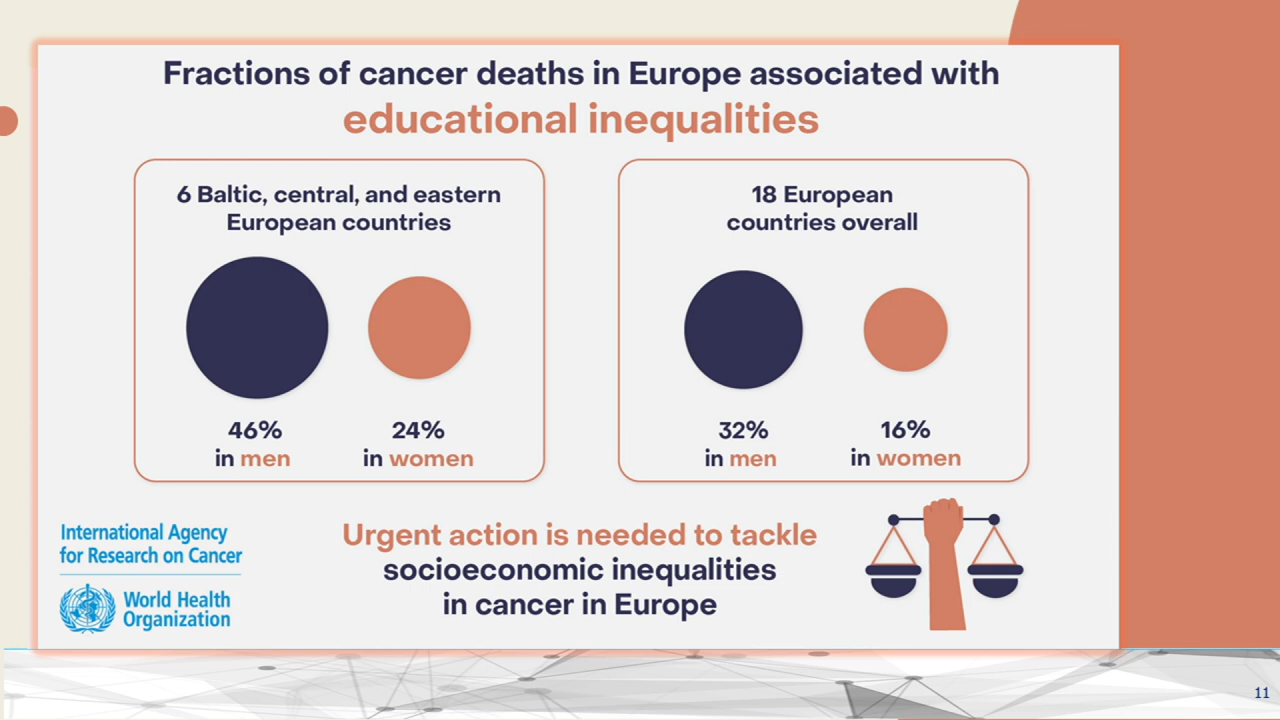 Fractions of cancer deaths in Europe associated with
educational inequalities
6 Baltic, central, and eastern
European countries
46%
in men
24%
in women
18 European
countries overall
32%
in men
16%
in women
International Agency
for Research on Cancer
World Health
Organization
Urgent action is needed to tackle
socioeconomic inequalities
in cancer in Europe
11